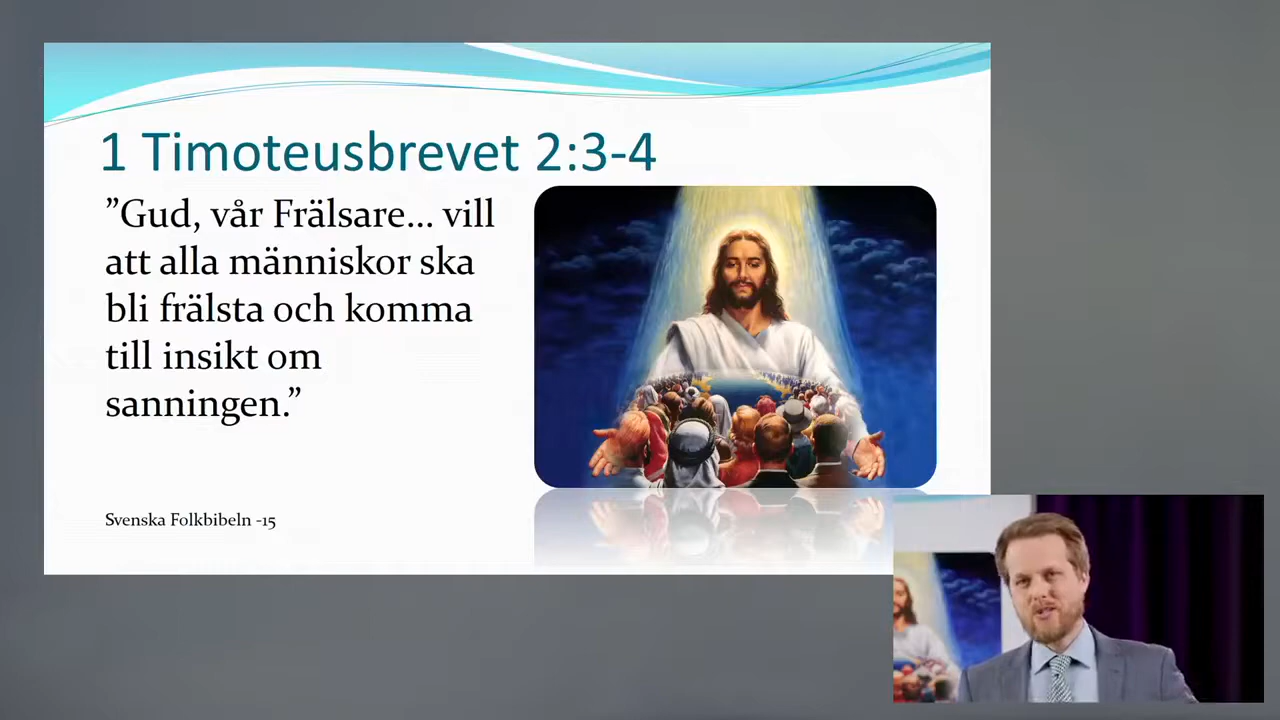 1 Timoteusbrevet 2:3-4
”Gud, vår Frälsare... vill
att alla människor ska
bli frälsta och komma
till insikt om
sanningen.”
Svenska Folkbibeln -15